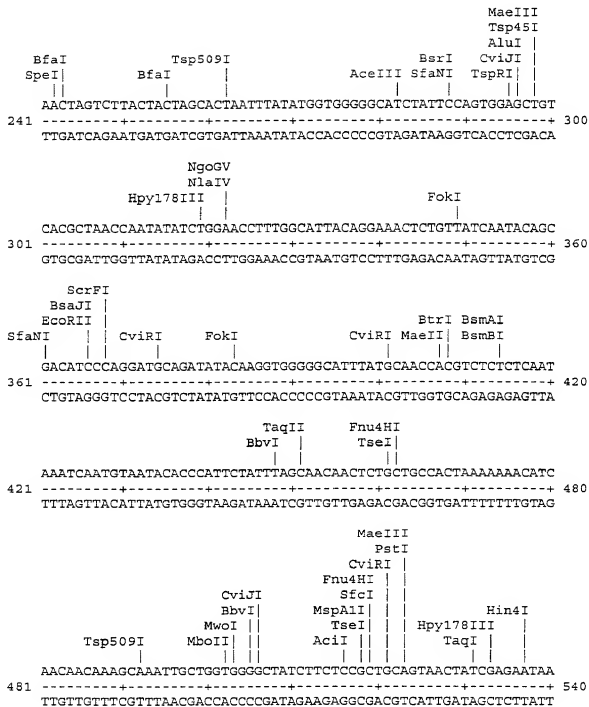 MaeIII
Tsp45I
AluI
BfaI Tsp509I BsrI CviJI
SpeI BfaI AceIII SfaNI TspRI
AACTAGTCTTACTACTAGCACTAATTTATATGGTGGGGGCATCTATTCCAGTGGAGCTGT
241 ---------+---------+---------+---------+---------+---------+ 300
TTGATCAGAATGATGATCGTGATTAAATATACCACCCCCGTAGATAAGGTCACCTCGACA
NgoGV
NlaIV
Hpy178III FokI
CACGCTAACCAATATATCTGGAACCTTTGGCATTACAGGAAACTCTGTTATCAATACAGC
301 ---------+---------+---------+---------+---------+---------+ 360
GTGCGATTGGTTATATAGACCTTGGAAACCGTAATGTCCTTTGAGACAATAGTTATGTCG
ScrFI
BsaJI BtrI BsmAI
EcoRII
SfaNI CviRI FokI CviRI MaeII BsmBI
GACATCCCAGGATGCAGATATACAAGGTGGGGGCATTTATGCAACCACGTCTCTCTCAAT
361 ---------+---------+---------+---------+---------+---------+ 420
CTGTAGGGTCCTACGTCTATATGTTCCACCCCCGTAAATACGTTGGTGCAGAGAGAGTTA
TaqII Fnu4HI
BbvI TseI
AAATCAATGTAATACACCCATTCTATTTAGCAACAACTCTGCTGCCACTAAAAAAACATC
421 ---------+---------+---------+---------+---------+---------+ 480
TTTAGTTACATTATGTGGGTAAGATAAATCGTTGTTGAGACGACGGTGATTTTTTTGTAG
MaeIII
PstI
CviRI
Fnu4HI
CviJI SfcI
BbvI MspA1I Hin4I
MwoI TseI Hpy178III
Tsp509I MboII AciI TaqI
AACAACAAAGCAAATTGCTGGTGGGGCTATCTTCTCCGCTGCAGTAACTATCGAGAATAA
481 ---------+---------+---------+---------+---------+---------+ 540
TTGTTGTTTCGTTTAACGACCACCCCGATAGAAGAGGCGACGTCATTGATAGCTCTTATT